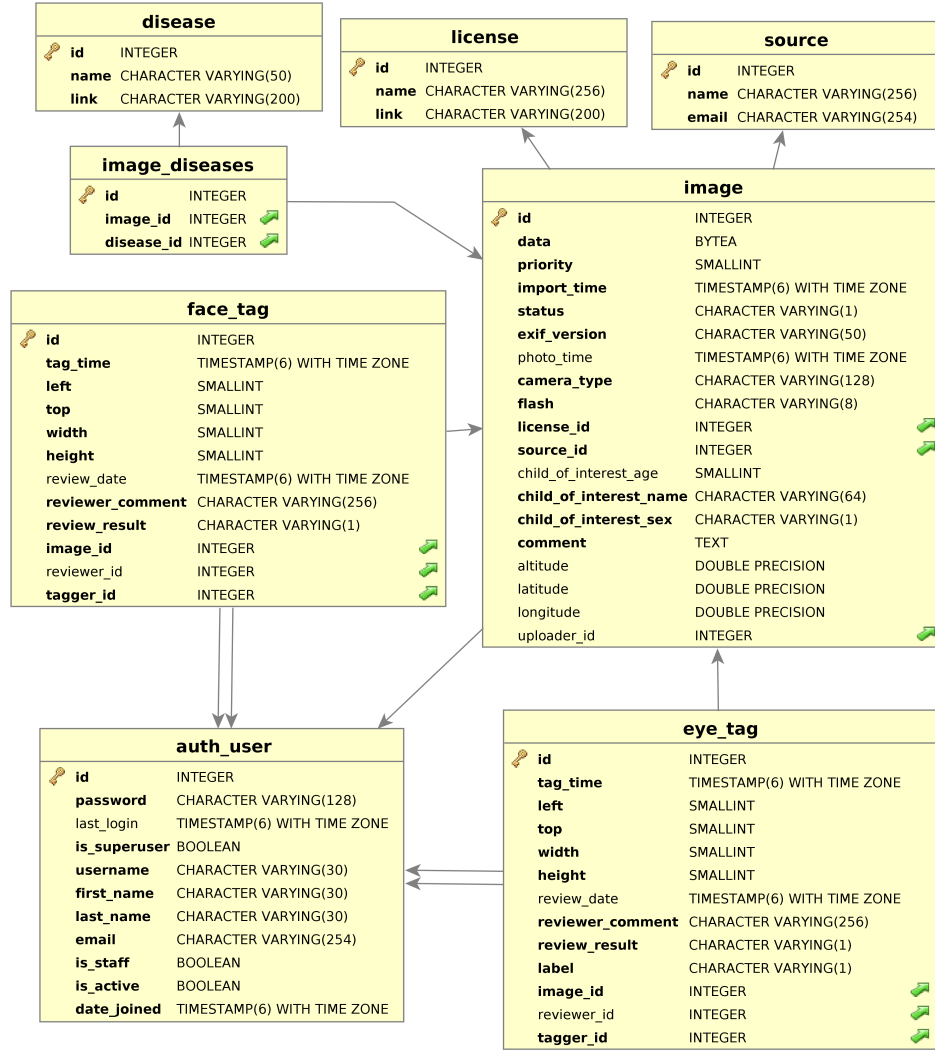 disease
id INTEGER
name CHARACTER VARYING(50)
link CHARACTER VARYING(200)
license
id INTEGER
name CHARACTER VARYING(256)
link CHARACTER VARYING(200)
source
id INTEGER
name CHARACTER VARYING(256)
email CHARACTER VARYING(254)
image_diseases
id INTEGER
image_id INTEGER
disease_id INTEGER
image
id INTEGER
data BYTEA
priority SMALLINT
import_time TIMESTAMP(6) WITH TIME ZONE
status CHARACTER VARYING(1)
exif_version CHARACTER VARYING(50)
photo_time TIMESTAMP(6) WITH TIME ZONE
camera_type CHARACTER VARYING(128)
flash CHARACTER VARYING(8)
license_id INTEGER
source_id INTEGER
child_of_interest_age SMALLINT
child_of_interest_name CHARACTER VARYING(64)
child_of_interest_sex CHARACTER VARYING(1)
comment TEXT
altitude DOUBLE PRECISION
latitude DOUBLE PRECISION
longitude DOUBLE PRECISION
uploader_id INTEGER
face_tag
id INTEGER
tag_time TIMESTAMP(6) WITH TIME ZONE
left SMALLINT
top SMALLINT
width SMALLINT
height SMALLINT
review_date TIMESTAMP(6) WITH TIME ZONE
reviewer_comment CHARACTER VARYING(256)
review_result CHARACTER VARYING(1)
image_id INTEGER
reviewer_id INTEGER
tagger_id INTEGER
auth_user
id INTEGER
password CHARACTER VARYING(128)
last_login TIMESTAMP(6) WITH TIME ZONE
is_superuser BOOLEAN
username CHARACTER VARYING(30)
first_name CHARACTER VARYING(30)
last_name CHARACTER VARYING(30)
email CHARACTER VARYING(254)
is_staff BOOLEAN
is_active BOOLEAN
date_joined TIMESTAMP(6) WITH TIME ZONE
eye_tag
id INTEGER
tag_time TIMESTAMP(6) WITH TIME ZONE
left SMALLINT
top SMALLINT
width SMALLINT
height SMALLINT
review_date TIMESTAMP(6) WITH TIME ZONE
reviewer_comment CHARACTER VARYING(256)
review_result CHARACTER VARYING(1)
label CHARACTER VARYING(1)
image_id INTEGER
reviewer_id INTEGER
tagger_id INTEGER